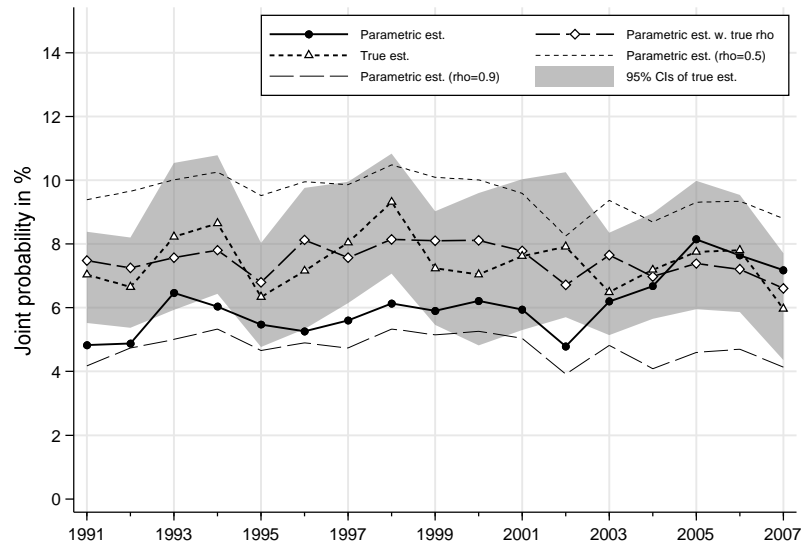 Parametric est.
Parametric est. w. true rho
True est.
Parametric est. (rho=0.5)
Parametric est. (rho=0.9)
95% CIs of true est.
Joint probability in %
14
12
10
8
6
4
2
0
1991 1993 1995 1997 1999 2001 2003 2005 2007